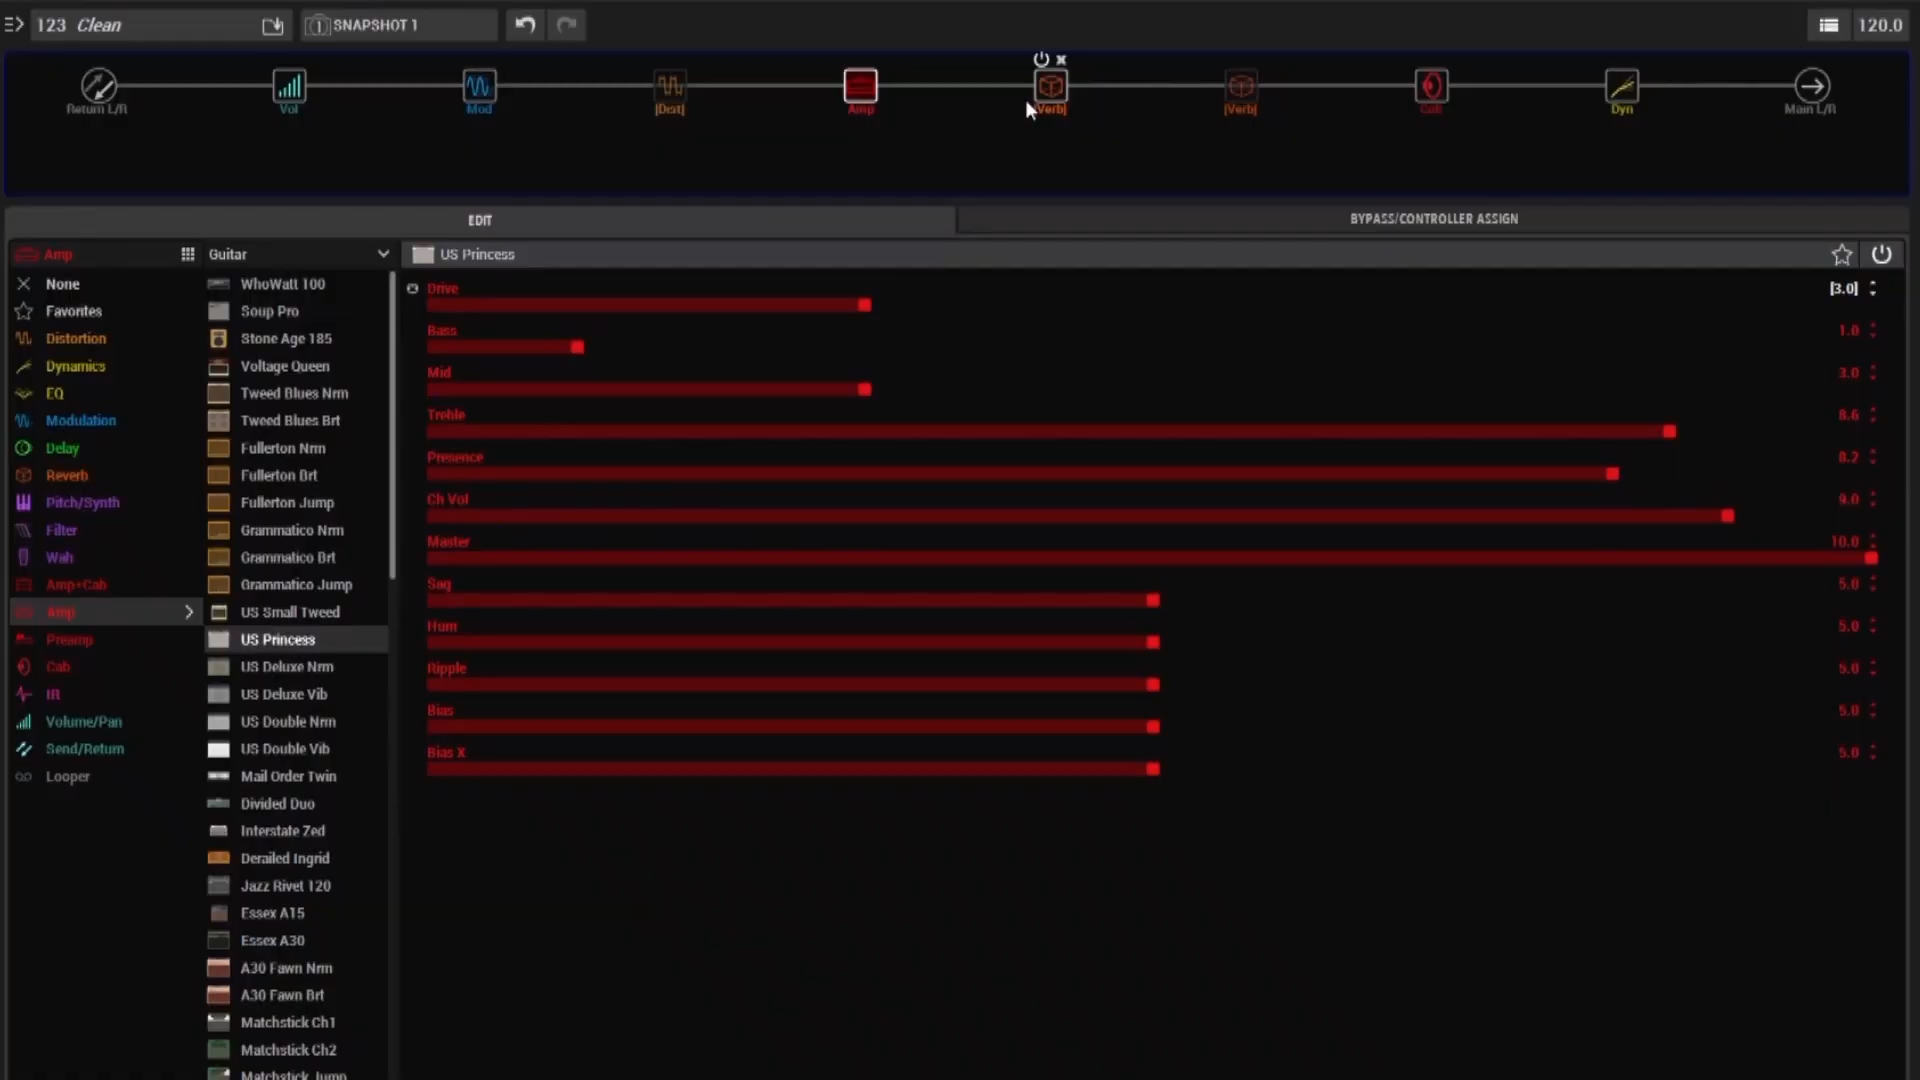 123 Clean
SNAPSHOT 1
120.0
Return L/R
Vol
Mod
[Dist]
Amp
[Verb]
[Verb]
Cab
Dyn
Main L/R
EDIT
BYPASS/CONTROLLER ASSIGN
Amp
None
Favorites
Distortion
Dynamics
EQ
Modulation
Delay
Reverb
Pitch/Synth
Filter
Wah
Amp+Cab
Amp
Preamp
Cab
IR
Volume/Pan
Send/Return
Looper
Guitar
WhoWatt 100
Soup Pro
Stone Age 185
Voltage Queen
Tweed Blues Nrm
Tweed Blues Brt
Fullerton Nrm
Fullerton Brt
Fullerton Jump
Grammatico Nrm
Grammatico Brt
Grammatico Jump
US Small Tweed
US Princess
US Deluxe Nrm
US Deluxe Vib
US Double Nrm
US Double Vib
Mail Order Twin
Divided Duo
Interstate Zed
Derailed Ingrid
Jazz Rivet 120
Essex A15
Essex A30
A30 Fawn Nrm
A30 Fawn Brt
Matchstick Ch1
Matchstick Ch2
Matchstick Jump
US Princess
Drive [3.0]
Bass 1.0
Mid 3.0
Treble 8.6
Presence 8.2
Ch Vol 9.0
Master 10.0
Sag 5.0
Hum 5.0
Ripple 5.0
Bias 5.0
Bias X 5.0